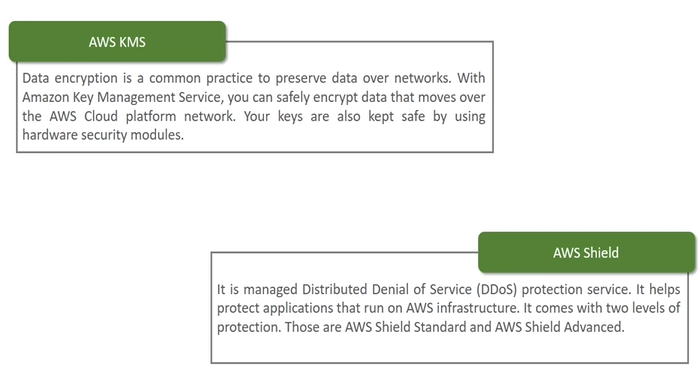 AWS KMS
Data encryption is a common practice to preserve data over networks. With
Amazon Key Management Service, you can safely encrypt data that moves over
the AWS Cloud platform network. Your keys are also kept safe by using
hardware security modules.
AWS Shield
It is managed Distributed Denial of Service (DDoS) protection service. It helps
protect applications that run on AWS infrastructure. It comes with two levels of
protection. Those are AWS Shield Standard and AWS Shield Advanced.